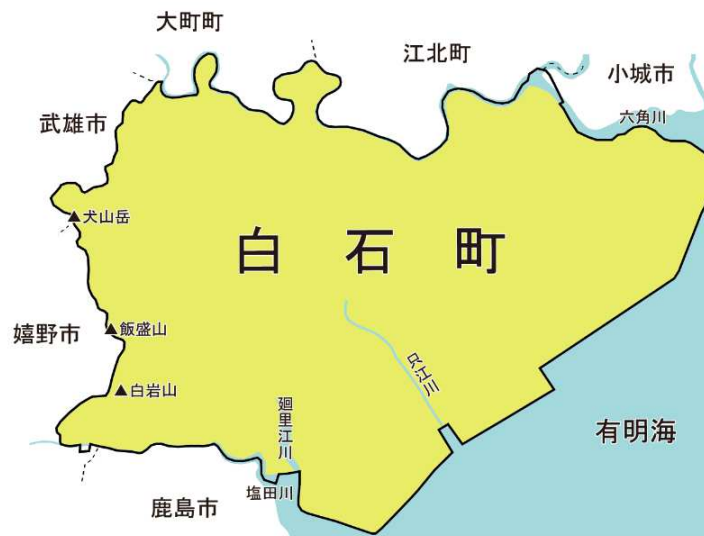 大町町
江北町
小城市
六角川
武雄市
犬山岳
白石町
嬉野市
飯盛山
白岩山
只江川
廻里江川
有明海
塩田川
鹿島市